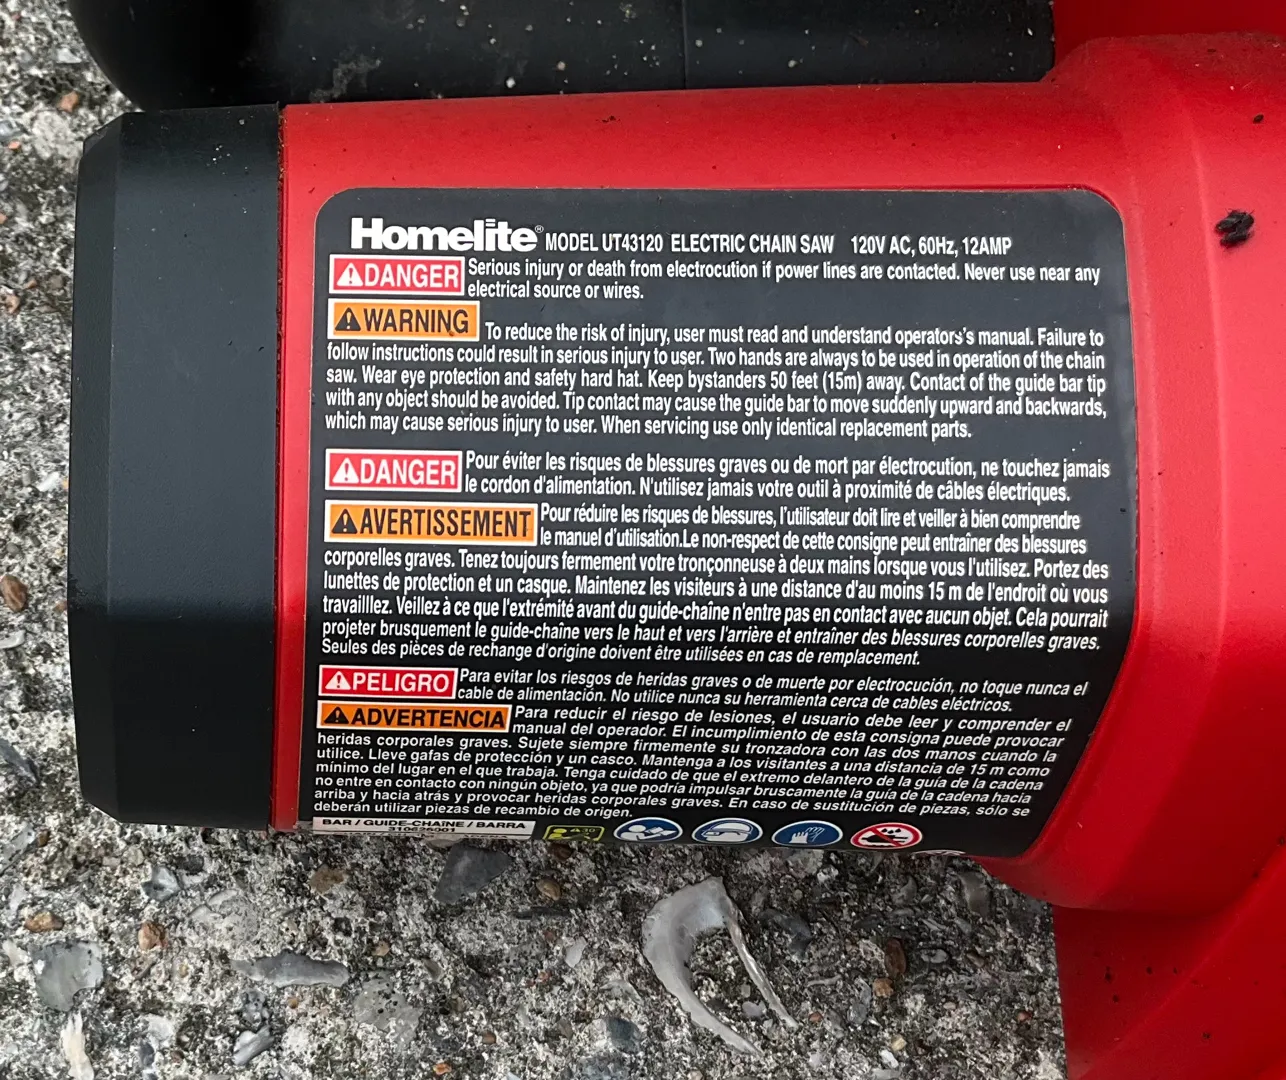 Homelite® MODEL UT43120 ELECTRIC CHAIN SAW 120V AC, 60Hz, 12AMP
DANGER Serious injury or death from electrocution if power lines are contacted. Never use near any
electrical source or wires.
WARNING To reduce the risk of injury, user must read and understand operators's manual. Failure to
follow instructions could result in serious injury to user. Two hands are always to be used in operation of the chain
saw. Wear eye protection and safety hard hat. Keep bystanders 50 feet (15m) away. Contact of the guide bar tip
with any object should be avoided. Tip contact may cause the guide bar to move suddenly upward and backwards,
which may cause serious injury to user. When servicing use only identical replacement parts.
DANGER Pour éviter les risques de blessures graves ou de mort par électrocution, ne touchez jamais
le cordon d'alimentation. N'utilisez jamais votre outil à proximité de câbles électriques.
AVERTISSEMENT Pour réduire les risques de blessures, l'utilisateur doit lire et veiller à bien comprendre
le manuel d'utilisation.Le non-respect de cette consigne peut entraîner des blessures
corporelles graves. Tenez toujours fermement votre tronçonneuse à deux mains lorsque vous l'utilisez. Portez des
lunettes de protection et un casque. Maintenez les visiteurs à une distance d'au moins 15 m de l'endroit où vous
travailllez. Veillez à ce que l'extrémité avant du guide-chaîne n'entre pas en contact avec aucun objet. Cela pourrait
projeter brusquement le guide-chaîne vers le haut et vers l'arrière et entraîner des blessures corporelles graves.
Seules des pièces de rechange d'origine doivent être utilisées en cas de remplacement.
PELIGRO Para evitar los riesgos de heridas graves o de muerte por electrocución, no toque nunca el
cable de alimentación. No utilice nunca su herramienta cerca de cables eléctricos.
ADVERTENCIA Para reducir el riesgo de lesiones, el usuario debe leer y comprender el
manual del operador. El incumplimiento de esta consigna puede provocar
heridas corporales graves. Sujete siempre firmemente su tronzadora con las dos manos cuando la
utilice. Lleve gafas de protección y un casco. Mantenga a los visitantes a una distancia de 15 m como
mínimo del lugar en el que trabaja. Tenga cuidado de que el extremo delantero de la guía de la cadena
no entre en contacto con ningún objeto, ya que podría impulsar bruscamente la guía de la cadena hacia
arriba y hacia atrás y provocar heridas corporales graves. En caso de sustitución de piezas, sólo se
deberán utilizar piezas de recambio de origen.
BAR / GUIDE-CHAÎNE / BARRA